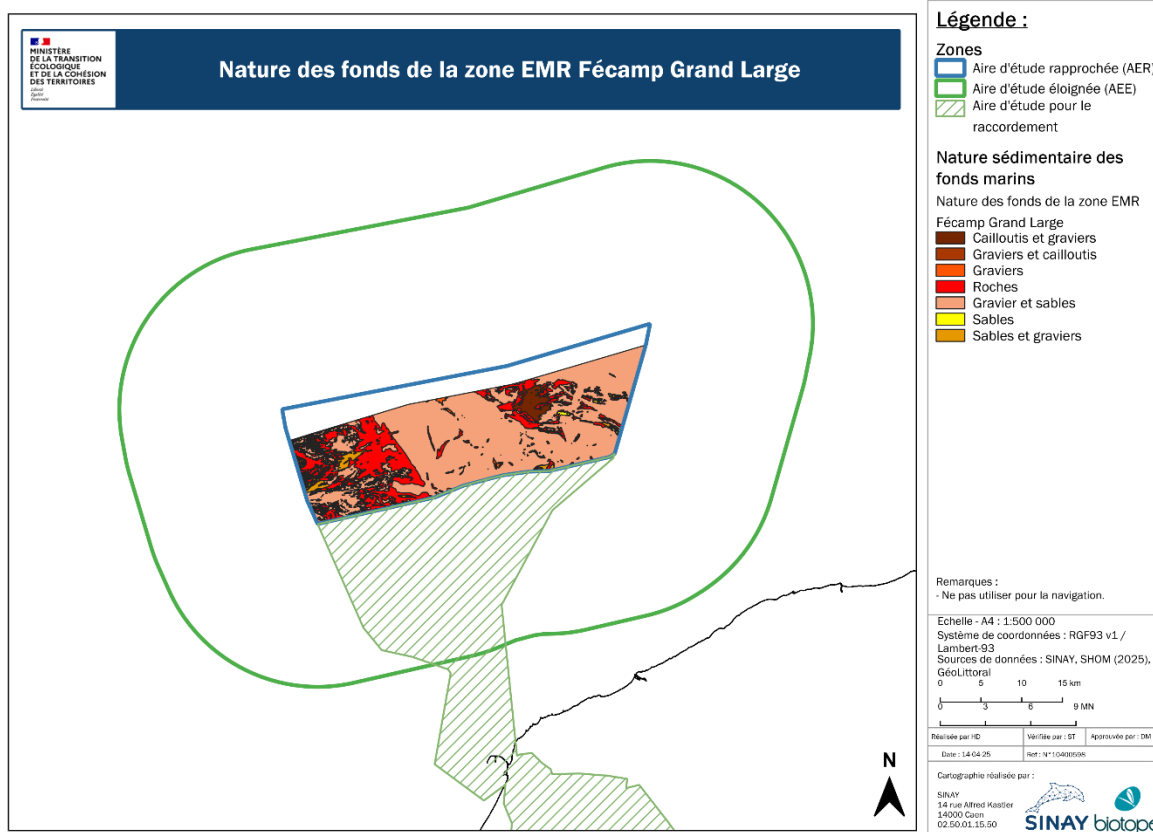 MINISTÈRE
DE LA TRANSITION
ÉCOLOGIQUE
ET DE LA COHÉSION
DES TERRITOIRES
Liberté
Égalité
Fraternité
Nature des fonds de la zone EMR Fécamp Grand Large
N
Légende :
Zones
Aire d'étude rapprochée (AER)
Aire d'étude éloignée (AEE)
Aire d'étude pour le
raccordement
Nature sédimentaire des
fonds marins
Nature des fonds de la zone EMR
Fécamp Grand Large
Cailloutis et graviers
Graviers et cailloutis
Graviers
Roches
Gravier et sables
Sables
Sables et graviers
Remarques :
- Ne pas utiliser pour la navigation.
Echelle - A4 : 1:500 000
Système de coordonnées : RGF93 v1 /
Lambert-93
Sources de données : SINAY, SHOM (2025),
GéoLittoral
0 5 10 15 km
0 3 6 9 MN
Réalisée par HD Vérifiée par : ST Approuvée par : DM
Date : 14-04-25 Ref : N°10400598
Cartographie réalisée par :
SINAY
14 rue Alfred Kastler
14000 Caen
02.50.01.15.50
SINAY biotope